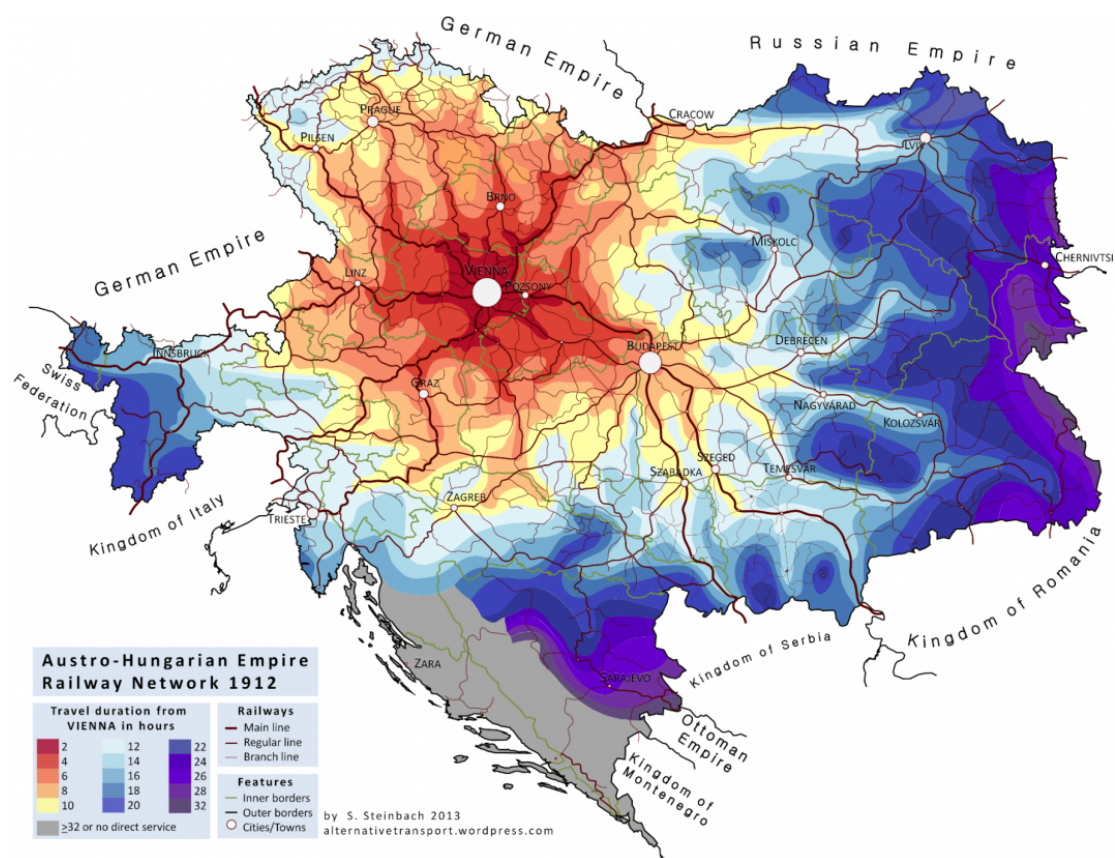 German Empire
Russian Empire
CRACOW
PRAGUE
PILSEN
LVIV
BRNO
MISKOLC
German Empire
CHERNIVTSI
VIENNA
LINZ
POZSONY
BUDAPEST
DEBRECEN
INNSBRUCK
Swiss
Federation
GRAZ
NAGYVÁRAD
KOLOZSVÁR
SZEGED
SZABADKA
TEMESVÁR
ZAGREB
TRIESTE
Kingdom of Italy
Kingdom of Romania
Kingdom of Serbia
ZARA
SARAJEVO
Ottoman
Empire
Kingdom of
Montenegro
Austro-Hungarian Empire
Railway Network 1912
Travel duration from
VIENNA in hours
2 12 22
4 14 24
6 16 26
8 18 28
10 20 32
≥32 or no direct service
Railways
Main line
Regular line
Branch line
Features
Inner borders
Outer borders
Cities/Towns
by S. Steinbach 2013
alternativetransport.wordpress.com